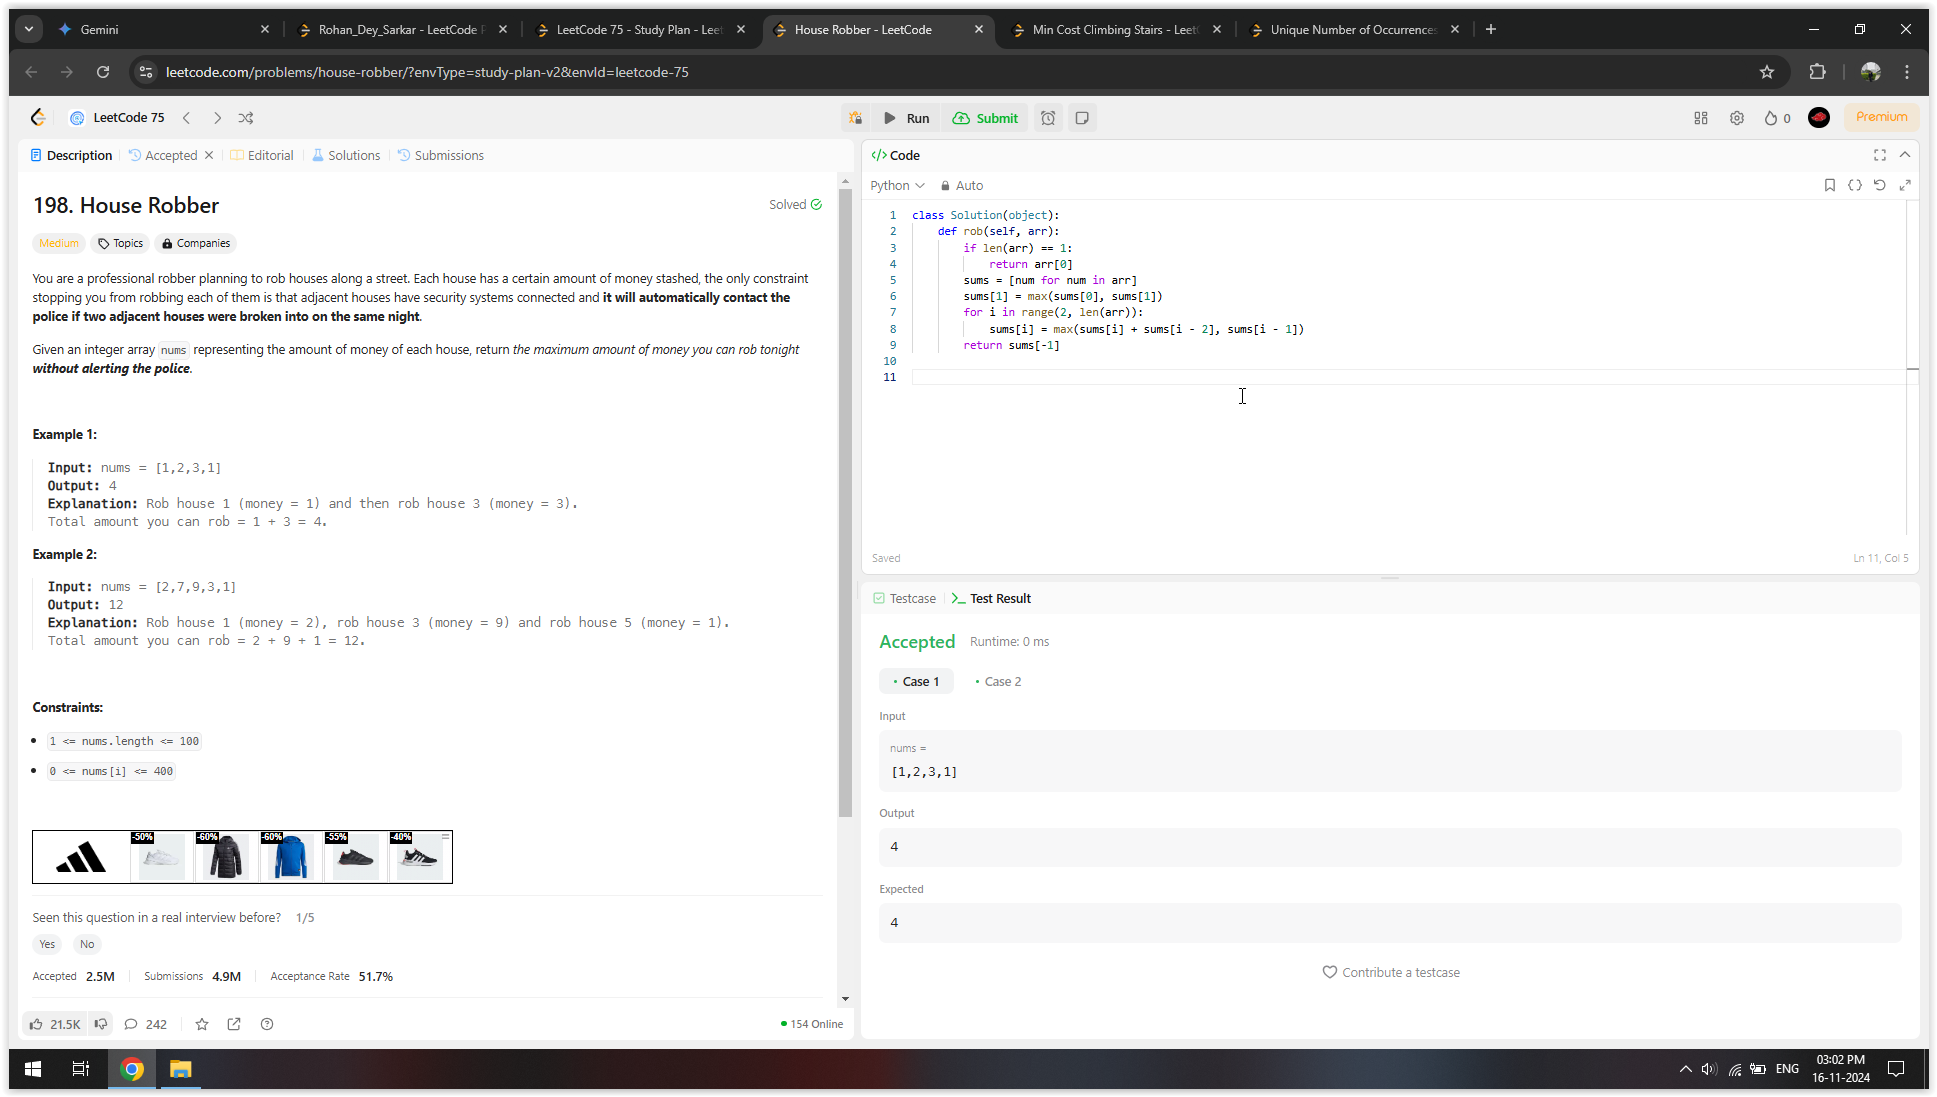 Gemini
Rohan_Dey_Sarkar - LeetCode P
LeetCode 75 - Study Plan - Leet
House Robber - LeetCode
Min Cost Climbing Stairs - LeetC
Unique Number of Occurrences
leetcode.com/problems/house-robber/?envType=study-plan-v2&envId=leetcode-75
LeetCode 75
Run
Submit
0
Premium
Description
Accepted
Editorial
Solutions
Submissions
198. House Robber
Solved
Medium
Topics
Companies
You are a professional robber planning to rob houses along a street. Each house has a certain amount of money stashed, the only constraint
stopping you from robbing each of them is that adjacent houses have security systems connected and it will automatically contact the
police if two adjacent houses were broken into on the same night.
Given an integer array nums representing the amount of money of each house, return the maximum amount of money you can rob tonight
without alerting the police.
Example 1:
Input: nums = [1,2,3,1]
Output: 4
Explanation: Rob house 1 (money = 1) and then rob house 3 (money = 3).
Total amount you can rob = 1 + 3 = 4.
Example 2:
Input: nums = [2,7,9,3,1]
Output: 12
Explanation: Rob house 1 (money = 2), rob house 3 (money = 9) and rob house 5 (money = 1).
Total amount you can rob = 2 + 9 + 1 = 12.
Constraints:
1 <= nums.length <= 100
0 <= nums[i] <= 400
-50%
-60%
-60%
-55%
-40%
Seen this question in a real interview before? 1/5
Yes
No
Accepted 2.5M
Submissions 4.9M
Acceptance Rate 51.7%
21.5K
242
154 Online
</> Code
Python
Auto
1 class Solution(object):
2 def rob(self, arr):
3 if len(arr) == 1:
4 return arr[0]
5 sums = [num for num in arr]
6 sums[1] = max(sums[0], sums[1])
7 for i in range(2, len(arr)):
8 sums[i] = max(sums[i] + sums[i - 2], sums[i - 1])
9 return sums[-1]
10
11
Saved
Ln 11, Col 5
Testcase
Test Result
Accepted
Runtime: 0 ms
Case 1
Case 2
Input
nums =
[1,2,3,1]
Output
4
Expected
4
Contribute a testcase
ENG
03:02 PM
16-11-2024